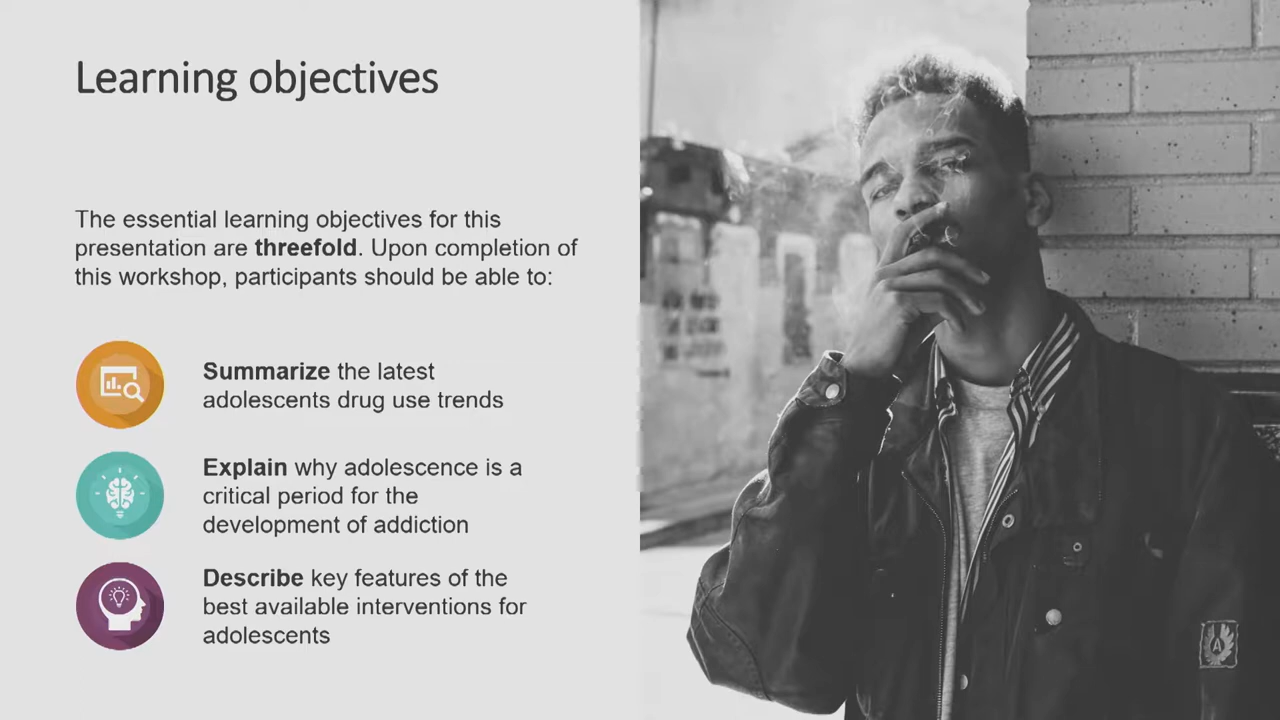 Learning objectives
The essential learning objectives for this
presentation are threefold. Upon completion of
this workshop, participants should be able to:
Summarize the latest
adolescents drug use trends
Explain why adolescence is a
critical period for the
development of addiction
Describe key features of the
best available interventions for
adolescents
A